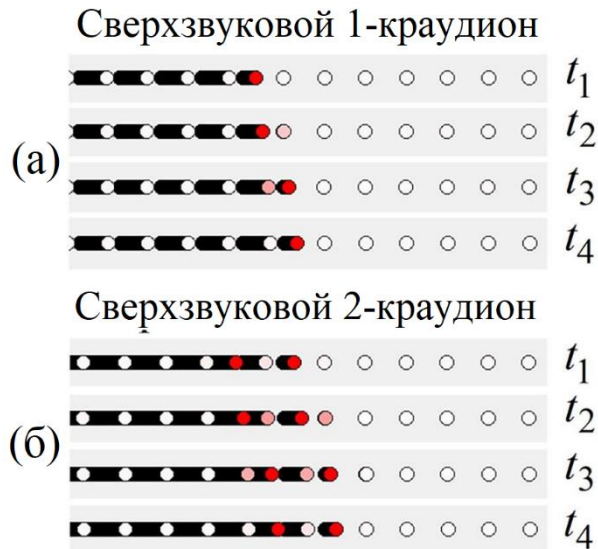 Сверхзвуковой 1-краудион
t1
t2
(а)
t3
t4
Сверхзвуковой 2-краудион
t1
t2
(б)
t3
t4